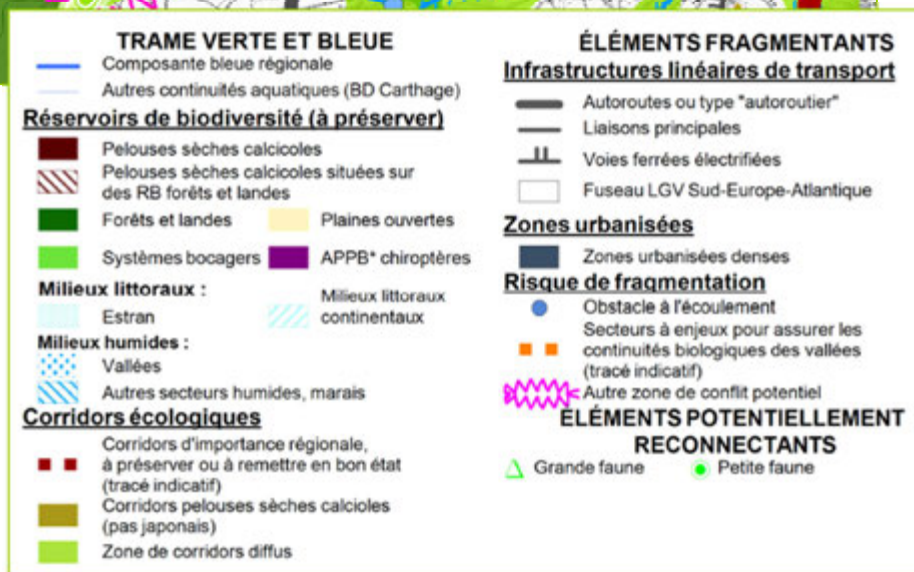 TRAME VERTE ET BLEUE
Composante bleue régionale
Autres continuités aquatiques (BD Carthage)
Réservoirs de biodiversité (à préserver)
Pelouses sèches calcicoles
Pelouses sèches calcicoles situées sur
des RB forêts et landes
Forêts et landes
Plaines ouvertes
Systèmes bocagers
APPB* chiroptères
Milieux littoraux :
Estran
Milieux littoraux
continentaux
Milieux humides :
Vallées
Autres secteurs humides, marais
Corridors écologiques
Corridors d'importance régionale,
à préserver ou à remettre en bon état
(tracé indicatif)
Corridors pelouses sèches calcioles
(pas japonais)
Zone de corridors diffus
ÉLÉMENTS FRAGMENTANTS
Infrastructures linéaires de transport
Autoroutes ou type "autoroutier"
Liaisons principales
Voies ferrées électrifiées
Fuseau LGV Sud-Europe-Atlantique
Zones urbanisées
Zones urbanisées denses
Risque de fragmentation
Obstacle à l'écoulement
Secteurs à enjeux pour assurer les
continuités biologiques des vallées
(tracé indicatif)
Autre zone de conflit potentiel
ÉLÉMENTS POTENTIELLEMENT
RECONNECTANTS
Grande faune
Petite faune